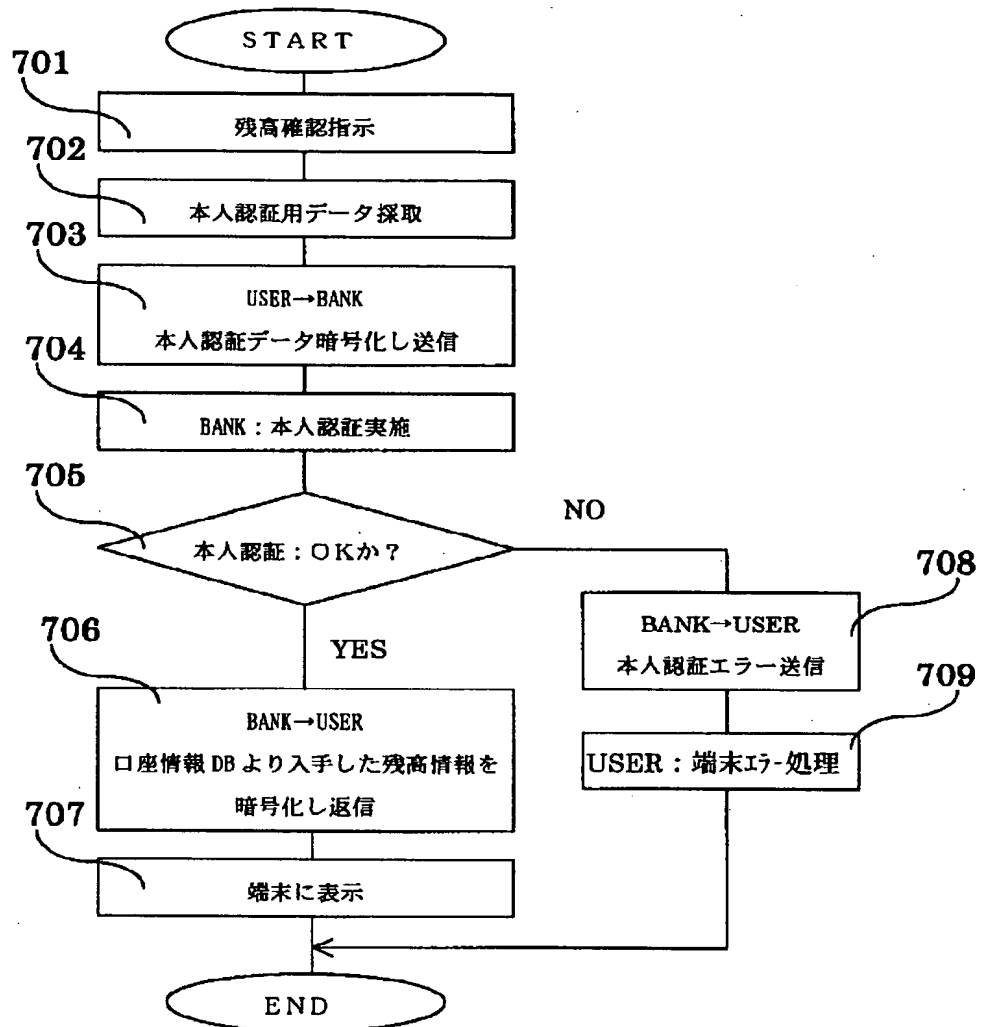 START
701
残高確認指示
702
本人認証用データ採取
703
USER→BANK
本人認証データ暗号化し送信
704
BANK：本人認証実施
705
本人認証：OKか？
NO
YES
706
BANK→USER
口座情報DBより入手した残高情報を
暗号化し返信
707
端末に表示
708
BANK→USER
本人認証エラー送信
709
USER：端末ｴﾗｰ処理
END